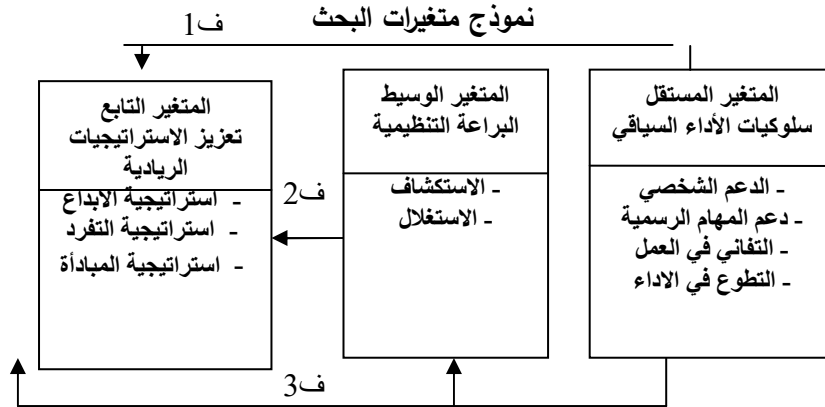 نموذج متغيرات البحث
ف1
المتغير المستقل
سلوكيات الأداء السياقي
- الدعم الشخصي
- دعم المهام الرسمية
- التفاني في العمل
- التطوع في الاداء
المتغير الوسيط
البراعة التنظيمية
- الاستكشاف
- الاستغلال
ف2
المتغير التابع
تعزيز الاستراتيجيات
الريادية
- استراتيجية الابداع
- استراتيجية التفرد
- استراتيجية المبادأة
ف3